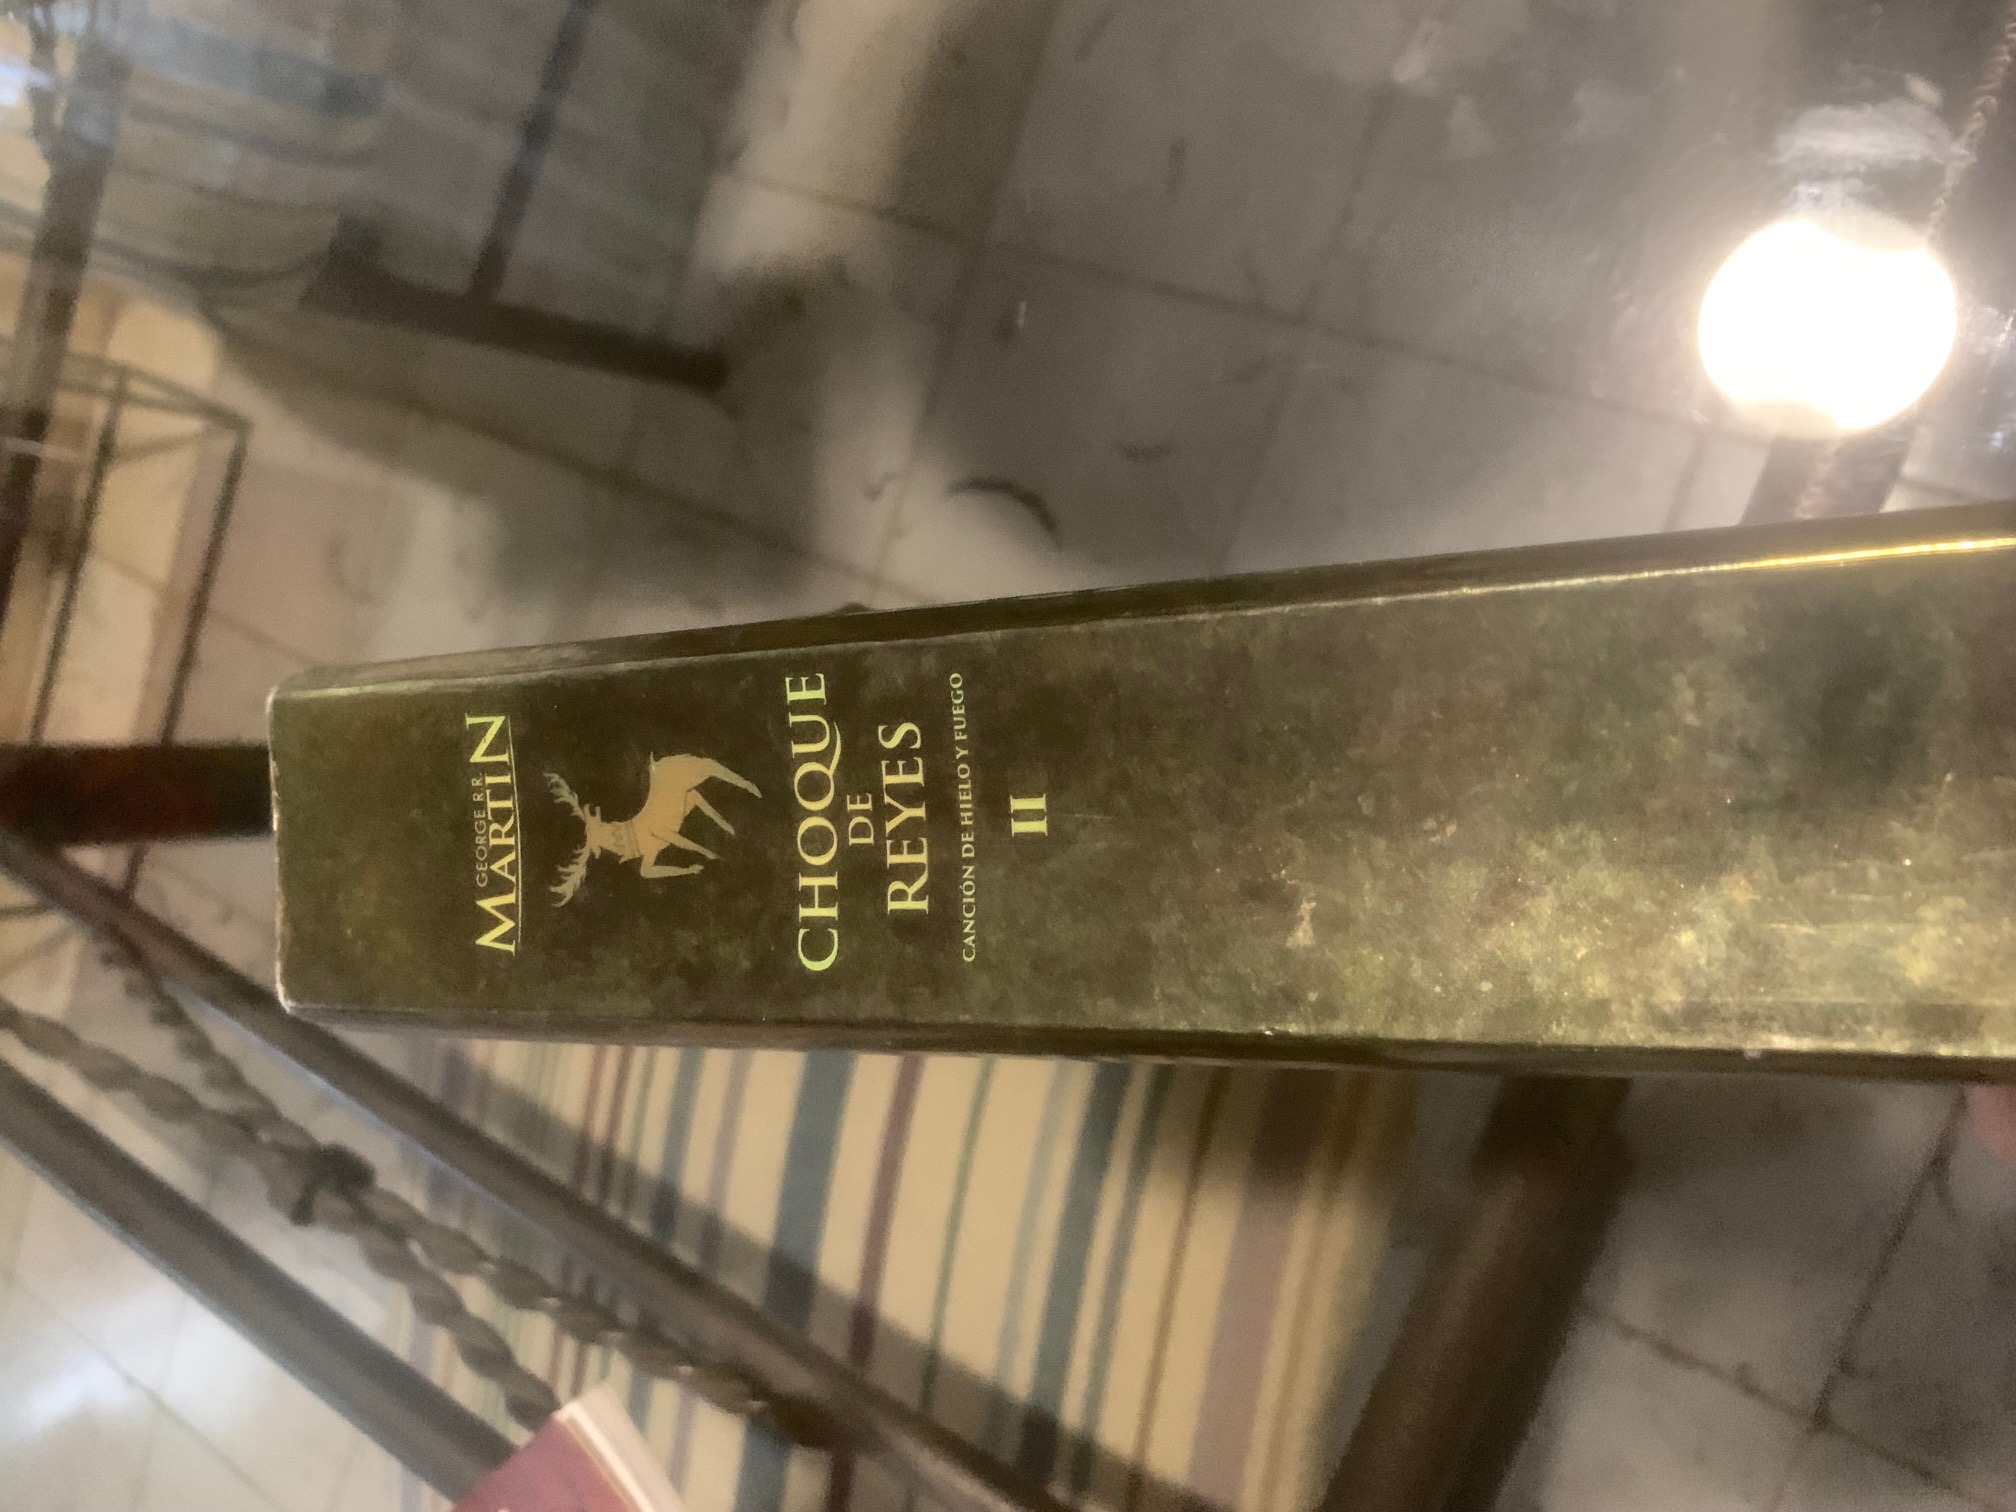 GEORGE R.R.
MARTIN
CHOQUE
DE
REYES
CANCIÓN DE HIELO Y FUEGO
II